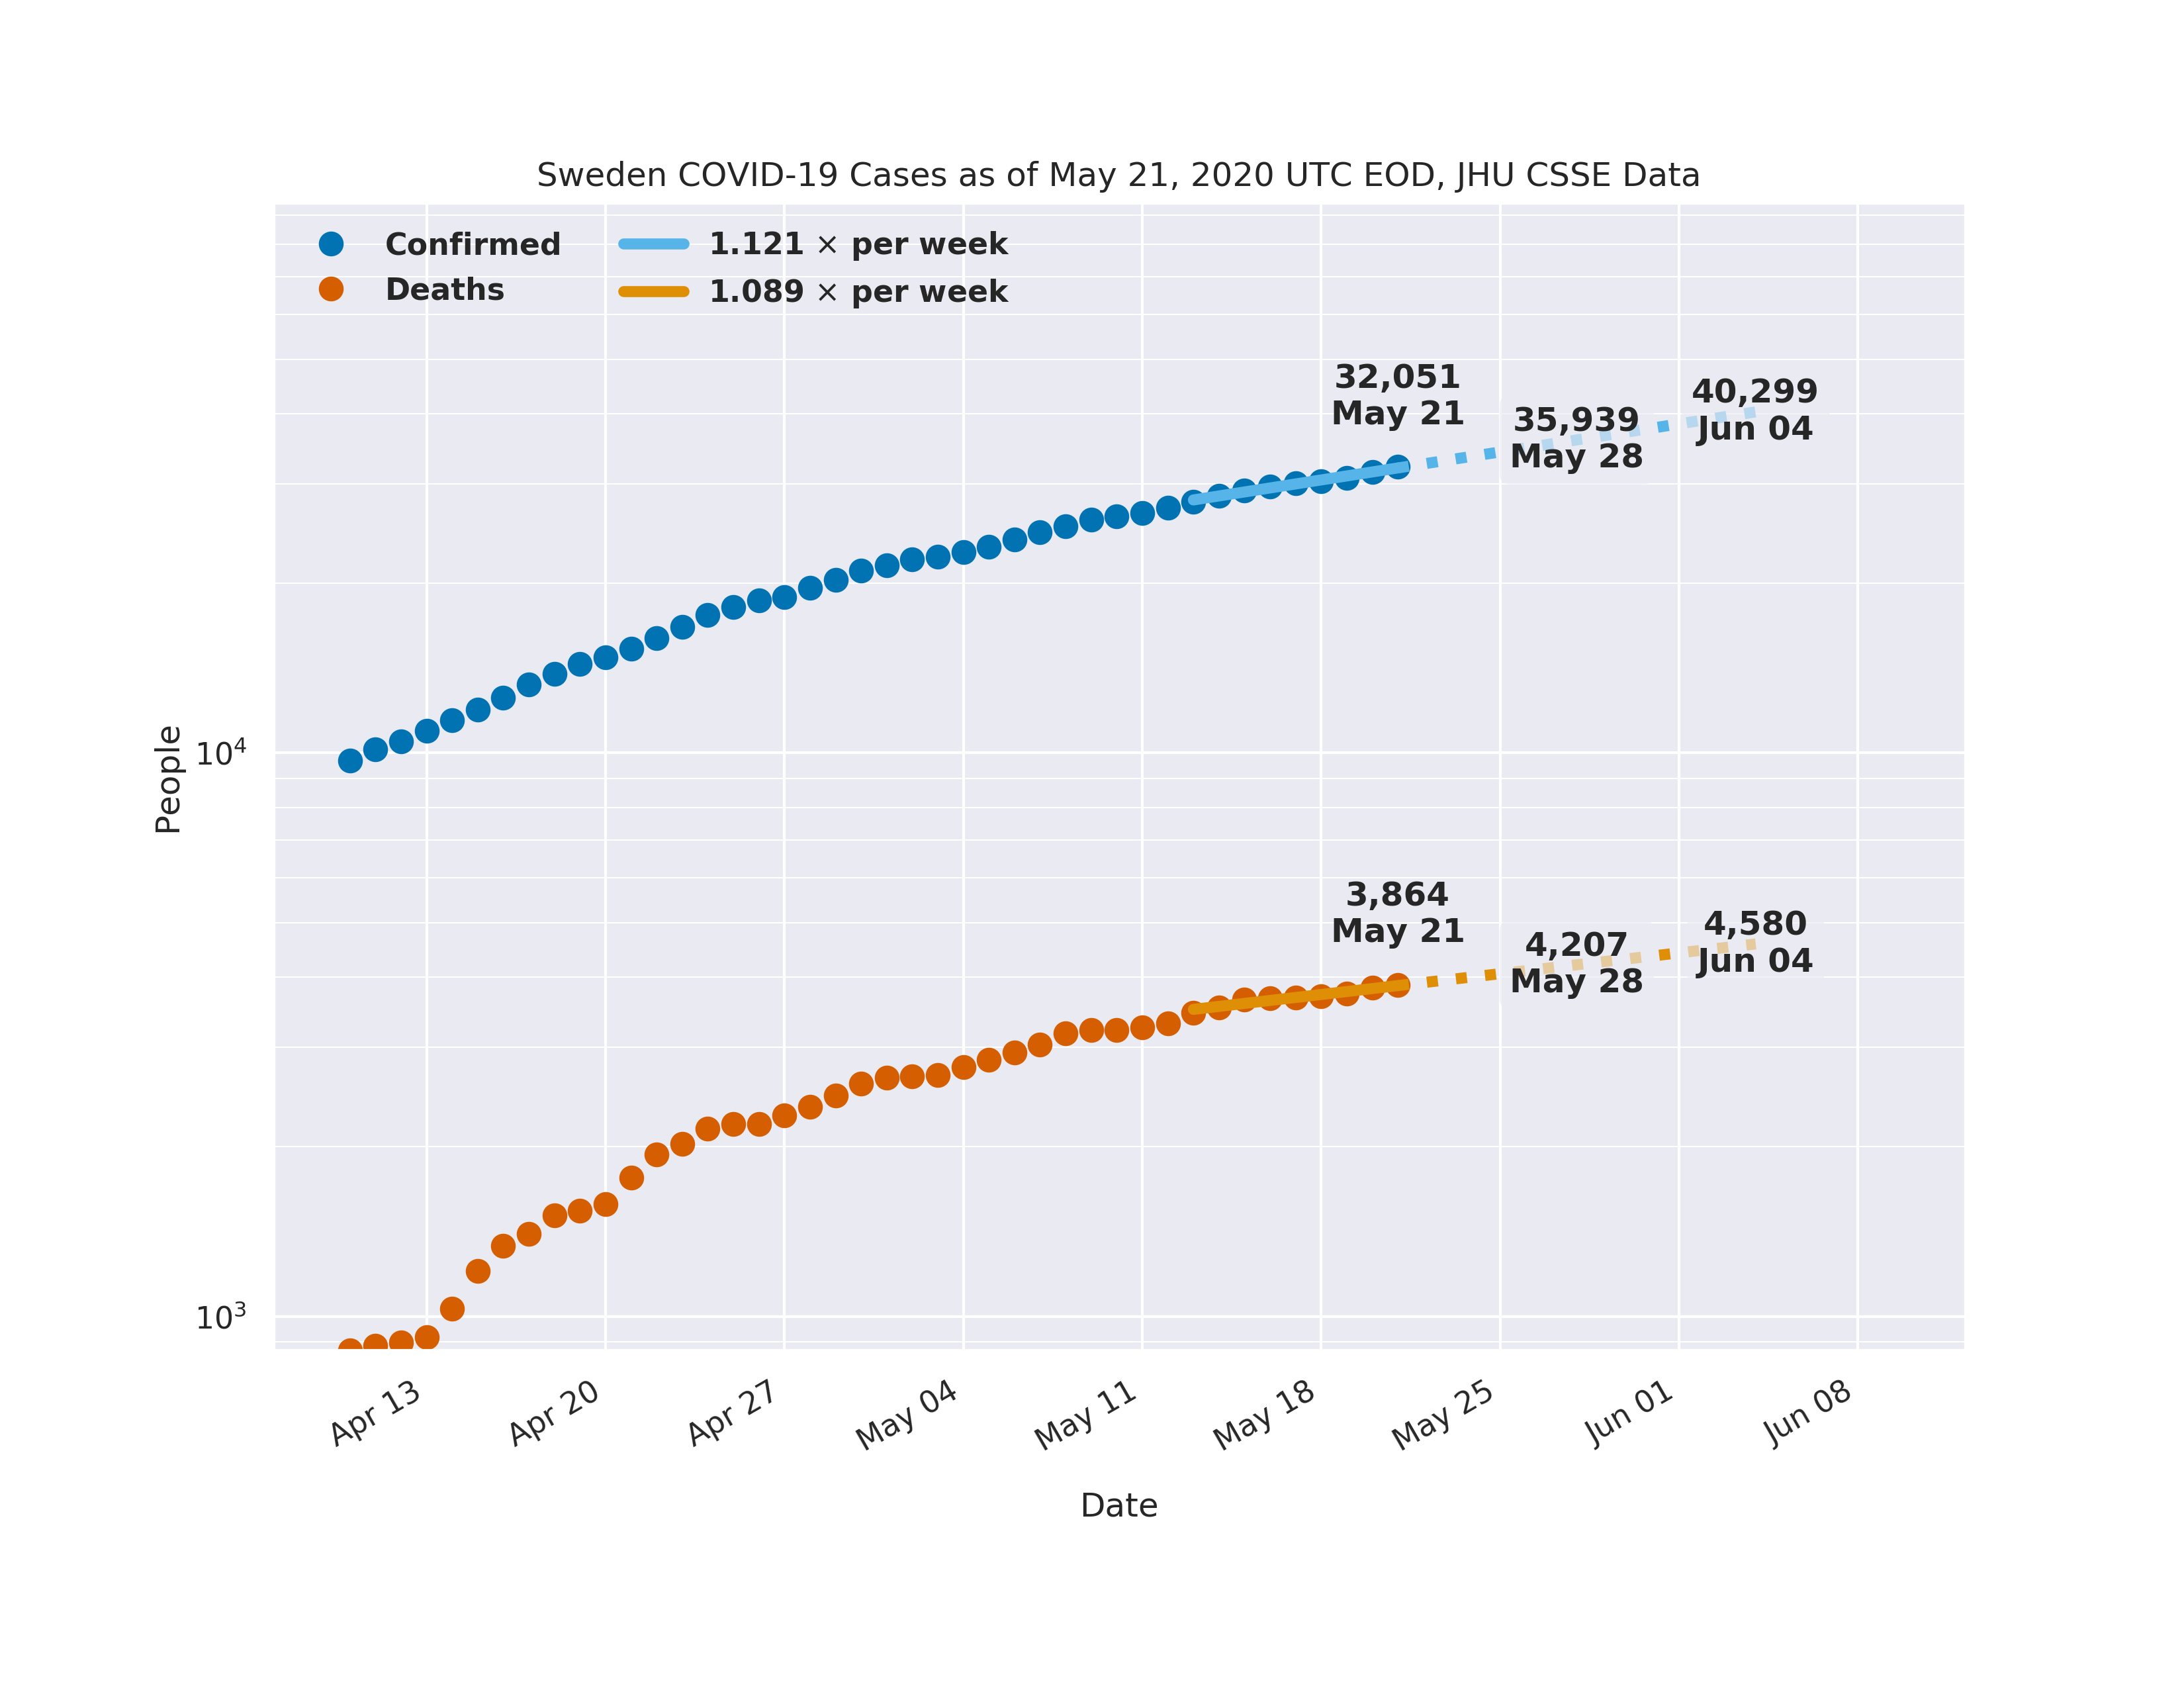 Sweden COVID-19 Cases as of May 21, 2020 UTC EOD, JHU CSSE Data
Confirmed
Deaths
1.121 × per week
1.089 × per week
32,051
May 21
35,939
May 28
40,299
Jun 04
3,864
May 21
4,207
May 28
4,580
Jun 04
People
10⁴
10³
Apr 13
Apr 20
Apr 27
May 04
May 11
May 18
May 25
Jun 01
Jun 08
Date